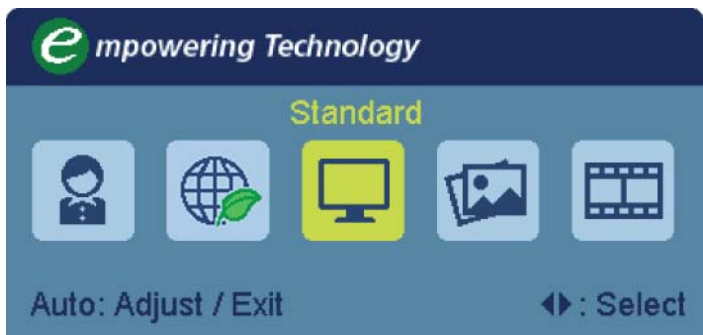 empowering Technology
Standard
Auto: Adjust / Exit
◀▶: Select